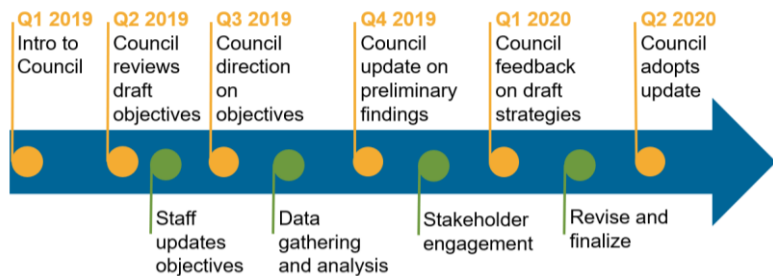 Q1 2019
Intro to
Council
Q2 2019
Council
reviews
draft
objectives
Q3 2019
Council
direction
on
objectives
Q4 2019
Council
update on
preliminary
findings
Q1 2020
Council
feedback
on draft
strategies
Q2 2020
Council
adopts
update
Staff
updates
objectives
Data
gathering
and analysis
Stakeholder
engagement
Revise and
finalize